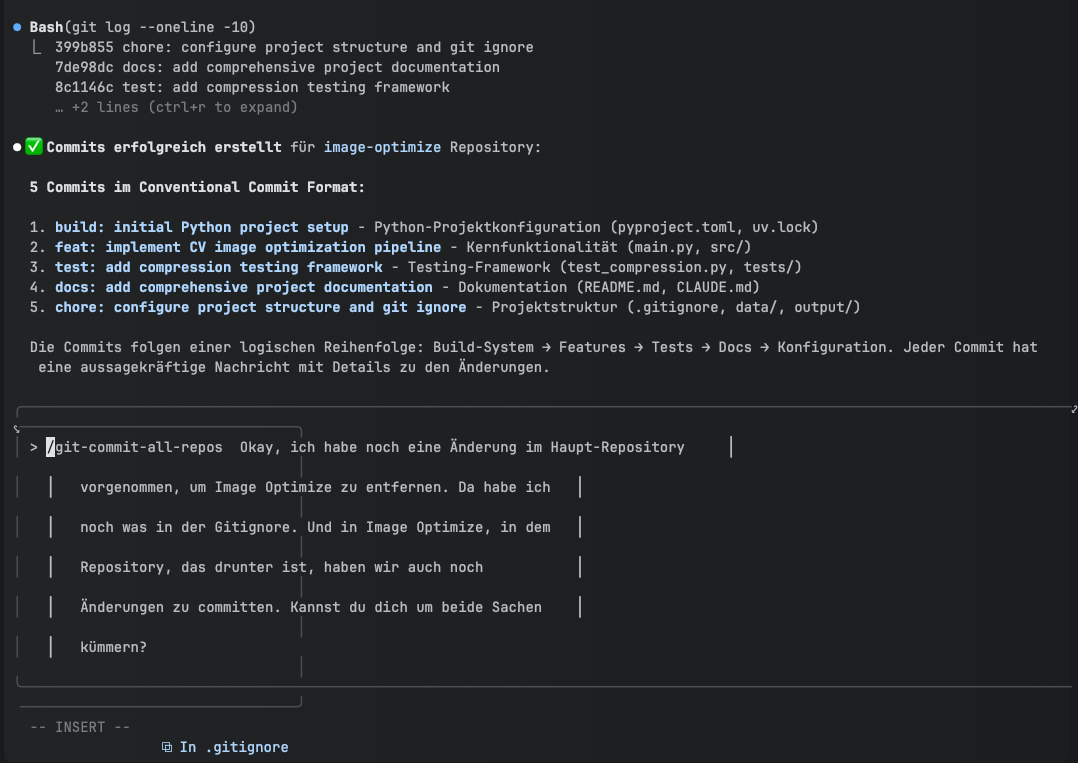 Bash(git log --oneline -10)
399b855 chore: configure project structure and git ignore
7de98dc docs: add comprehensive project documentation
8c1146c test: add compression testing framework
… +2 lines (ctrl+r to expand)
✅ Commits erfolgreich erstellt für image-optimize Repository:
5 Commits im Conventional Commit Format:
1. build: initial Python project setup - Python-Projektkonfiguration (pyproject.toml, uv.lock)
2. feat: implement CV image optimization pipeline - Kernfunktionalität (main.py, src/)
3. test: add compression testing framework - Testing-Framework (test_compression.py, tests/)
4. docs: add comprehensive project documentation - Dokumentation (README.md, CLAUDE.md)
5. chore: configure project structure and git ignore - Projektstruktur (.gitignore, data/, output/)
Die Commits folgen einer logischen Reihenfolge: Build-System → Features → Tests → Docs → Konfiguration. Jeder Commit hat
eine aussagekräftige Nachricht mit Details zu den Änderungen.
> /git-commit-all-repos  Okay, ich habe noch eine Änderung im Haupt-Repository
vorgenommen, um Image Optimize zu entfernen. Da habe ich
noch was in der Gitignore. Und in Image Optimize, in dem
Repository, das drunter ist, haben wir auch noch
Änderungen zu committen. Kannst du dich um beide Sachen
kümmern?
-- INSERT --
⧉ In .gitignore